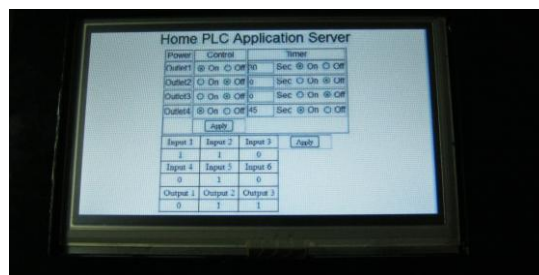 Home PLC Application Server
Power Control Timer
Outlet1 On Off 30 Sec On Off
Outlet2 On Off 0 Sec On Off
Outlet3 On Off 0 Sec On Off
Outlet4 On Off 45 Sec On Off
Apply
Input 1 Input 2 Input 3 Apply
1 1 0
Input 4 Input 5 Input 6
0 1 0
Output 1 Output 2 Output 3
0 1 1